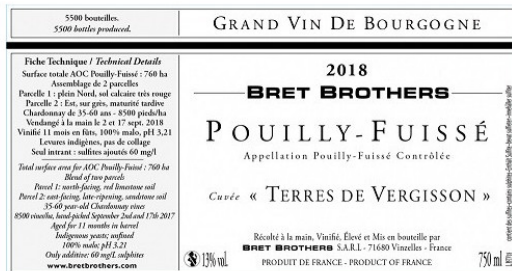 5500 bouteilles.
5500 bottles produced.
GRAND VIN DE BOURGOGNE
Fiche Technique / Technical Details
Surface totale AOC Pouilly-Fuissé : 760 ha
Assemblage de 2 parcelles
Parcelle 1 : plein Nord, sol calcaire très rouge
Parcelle 2 : Est, sur grès, maturité tardive
Chardonnay de 35-60 ans - 8500 pieds/ha
Vendangé à la main le 2 et 17 sept. 2018
Vinifié 11 mois en fûts, 100% malo, pH 3,21
Levures indigènes, pas de collage
Seul intrant : sulfites ajoutés 60 mg/l
Total surface area for AOC Pouilly-Fuissé : 760 ha
Blend of two parcels
Parcel 1: north-facing, red limestone soil
Parcel 2: east-facing, late-ripening, sandstone soil
35-60 year-old Chardonnay vines
8500 vines/ha, hand-picked September 2nd and 17th 2017
Aged for 11 months in barrel
Indigenous yeasts; unfined
100% malo; pH 3.21
Only additive: 60 mg/L sulphites
www.bretbrothers.com
2018
BRET BROTHERS
POUILLY-FUISSÉ
Appellation Pouilly-Fuissé Contrôlée
Cuvée « TERRES DE VERGISSON »
Récolté à la main, Vinifié, Élevé et Mis en bouteille par
BRET BROTHERS S.A.R.L - 71680 Vinzelles - France
13% vol.
PRODUIT DE FRANCE - PRODUCT OF FRANCE
750 ml